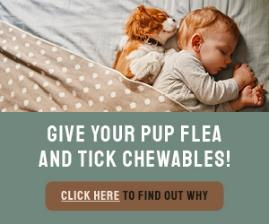 GIVE YOUR PUP FLEA
AND TICK CHEWABLES!
CLICK HERE TO FIND OUT WHY